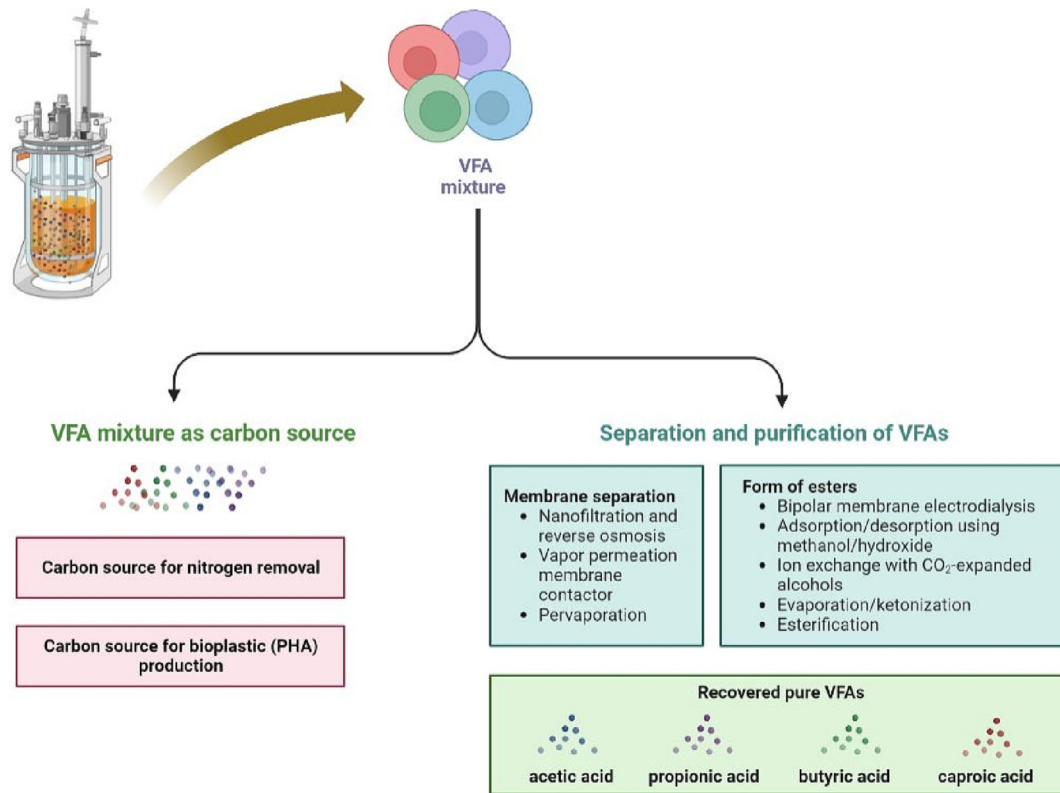 VFA
mixture
VFA mixture as carbon source
Carbon source for nitrogen removal
Carbon source for bioplastic (PHA)
production
Separation and purification of VFAs
Membrane separation
• Nanofiltration and
reverse osmosis
• Vapor permeation
membrane
contactor
• Pervaporation
Form of esters
• Bipolar membrane electrodialysis
• Adsorption/desorption using
methanol/hydroxide
• Ion exchange with CO₂-expanded
alcohols
• Evaporation/ketonization
• Esterification
Recovered pure VFAs
acetic acid
propionic acid
butyric acid
caproic acid